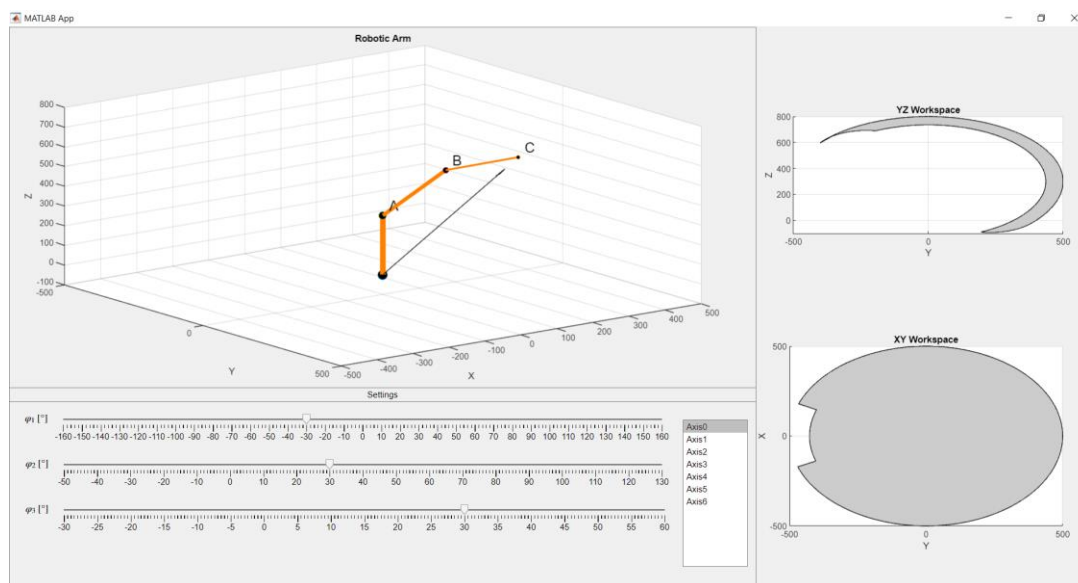 MATLAB App
Robotic Arm
800
700
600
500
400
300
200
100
0
-100
Z
A
B
C
-500
0
500
Y
-500
-400
-300
-200
-100
0
100
200
300
400
500
X
YZ Workspace
800
600
400
200
0
Z
-500
0
500
Y
XY Workspace
500
0
-500
X
-500
0
500
Y
Settings
φ1 [°]
-160 -150 -140 -130 -120 -110 -100 -90 -80 -70 -60 -50 -40 -30 -20 -10 0 10 20 30 40 50 60 70 80 90 100 110 120 130 140 150 160
φ2 [°]
-50 -40 -30 -20 -10 0 10 20 30 40 50 60 70 80 90 100 110 120 130
φ3 [°]
-30 -25 -20 -15 -10 -5 0 5 10 15 20 25 30 35 40 45 50 55 60
Axis0
Axis1
Axis2
Axis3
Axis4
Axis5
Axis6